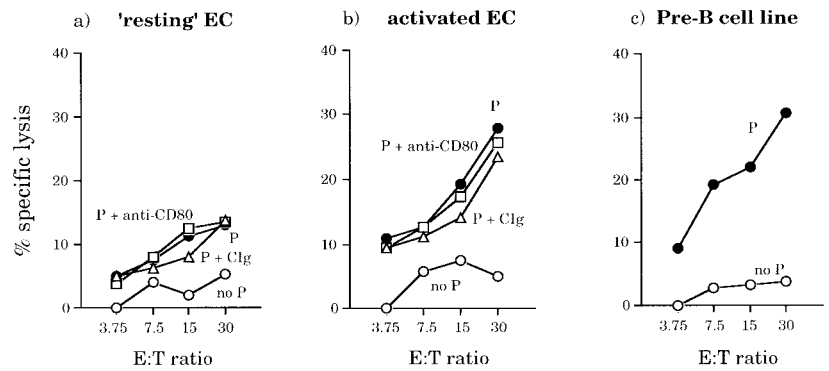 a) 'resting' EC
% specific lysis
40
30
20
10
0
P + anti-CD80
P
P + CIg
no P
3.75 7.5 15 30
E:T ratio
b) activated EC
40
30
20
10
0
P
P + anti-CD80
P + CIg
no P
3.75 7.5 15 30
E:T ratio
c) Pre-B cell line
40
30
20
10
0
P
no P
3.75 7.5 15 30
E:T ratio